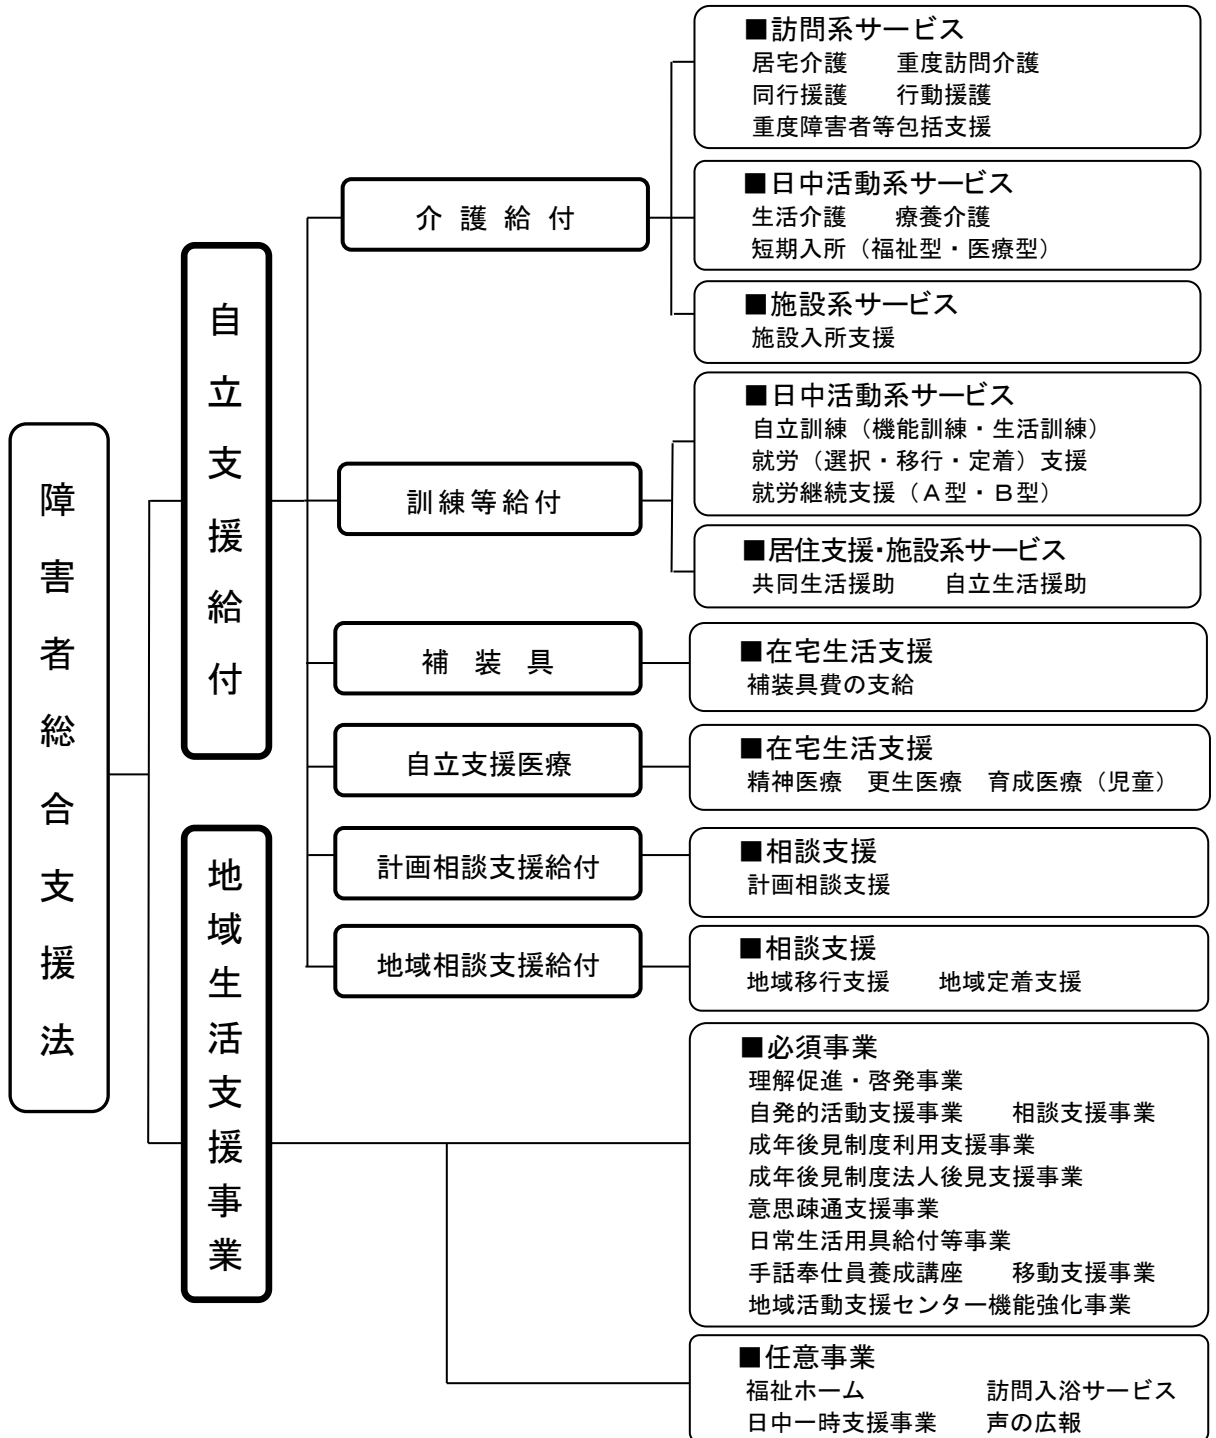 障害者総合支援法
自立支援給付
介護給付
■訪問系サービス
居宅介護　　重度訪問介護
同行援護　　行動援護
重度障害者等包括支援
■日中活動系サービス
生活介護　　療養介護
短期入所（福祉型・医療型）
■施設系サービス
施設入所支援
訓練等給付
■日中活動系サービス
自立訓練（機能訓練・生活訓練）
就労（選択・移行・定着）支援
就労継続支援（Ａ型・Ｂ型）
■居住支援・施設系サービス
共同生活援助　　自立生活援助
補装具
■在宅生活支援
補装具費の支給
自立支援医療
■在宅生活支援
精神医療　更生医療　育成医療（児童）
計画相談支援給付
■相談支援
計画相談支援
地域相談支援給付
■相談支援
地域移行支援　　地域定着支援
地域生活支援事業
■必須事業
理解促進・啓発事業
自発的活動支援事業　　相談支援事業
成年後見制度利用支援事業
成年後見制度法人後見支援事業
意思疎通支援事業
日常生活用具給付等事業
手話奉仕員養成講座　　移動支援事業
地域活動支援センター機能強化事業
■任意事業
福祉ホーム　　訪問入浴サービス
日中一時支援事業　　声の広報